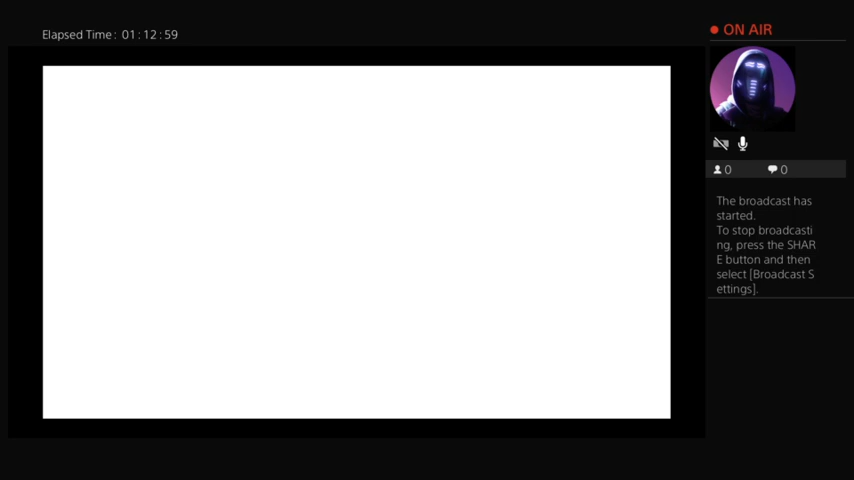 Elapsed Time: 01:12:59
ON AIR
0 0
The broadcast has
started.
To stop broadcasti
ng, press the SHAR
E button and then
select [Broadcast S
ettings].